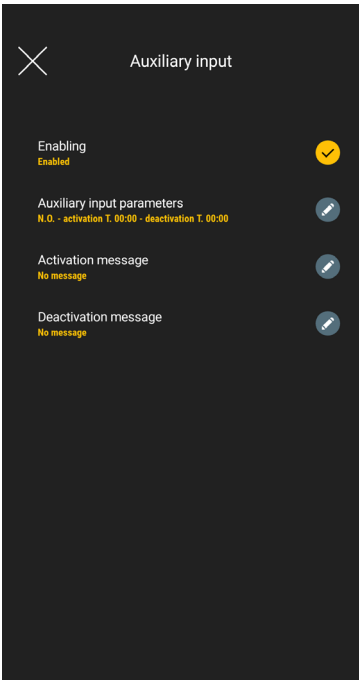 Auxiliary input
Enabling
Enabled
Auxiliary input parameters
N.O. - activation T. 00:00 - deactivation T. 00:00
Activation message
No message
Deactivation message
No message